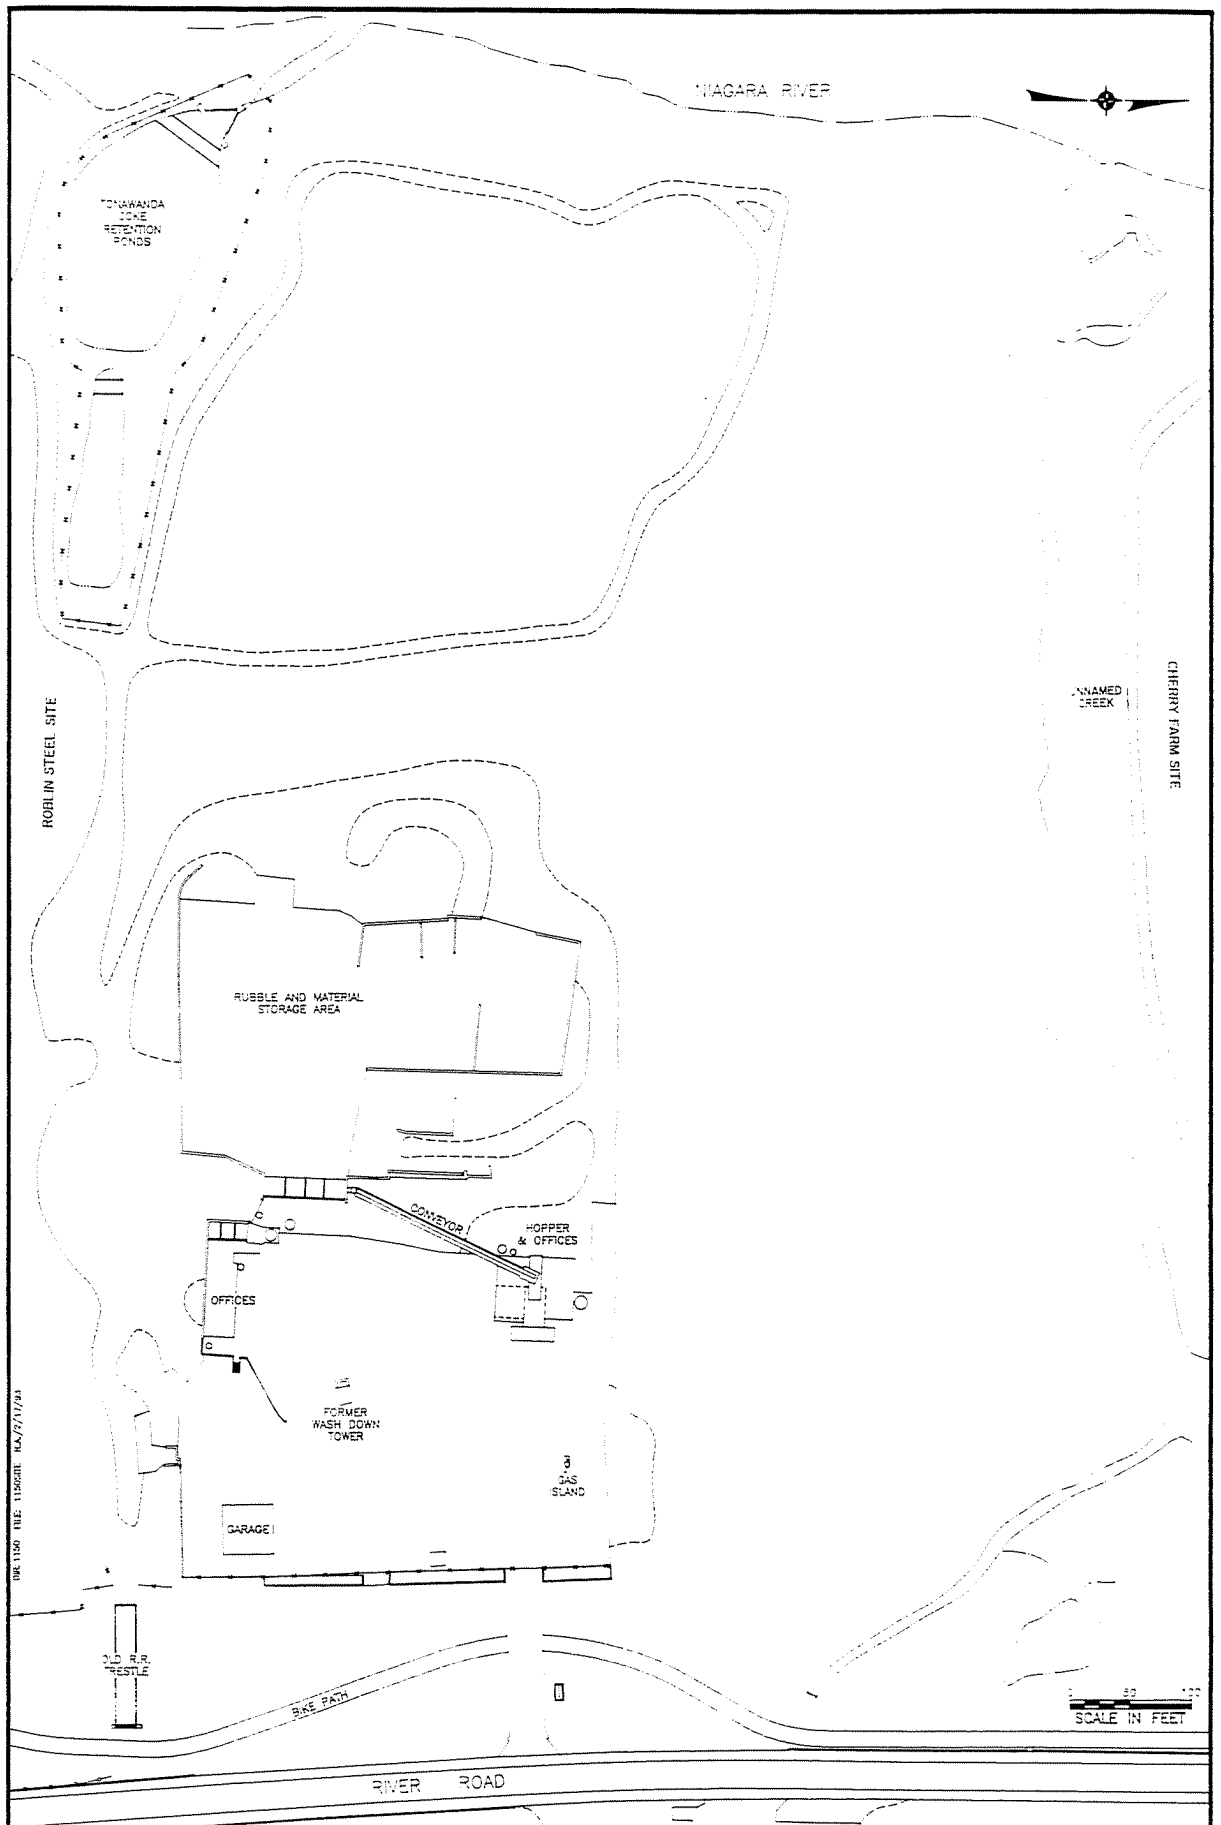 NIAGARA RIVER
TONAWANDA
COKE
RETENTION
PONDS
ROBLIN STEEL SITE
UNNAMED
CREEK
CHERRY FARM SITE
RUBBLE AND MATERIAL
STORAGE AREA
CONVEYOR
HOPPER
& OFFICES
OFFICES
FORMER
WASH DOWN
TOWER
GAS
ISLAND
GARAGE
OLD R.R.
TRESTLE
BIKE PATH
50 100
SCALE IN FEET
RIVER ROAD